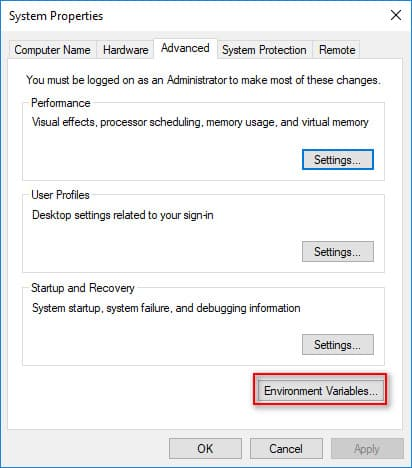 System Properties
Computer Name Hardware Advanced System Protection Remote
You must be logged on as an Administrator to make most of these changes.
Performance
Visual effects, processor scheduling, memory usage, and virtual memory
Settings...
User Profiles
Desktop settings related to your sign-in
Settings...
Startup and Recovery
System startup, system failure, and debugging information
Settings...
Environment Variables...
OK Cancel Apply